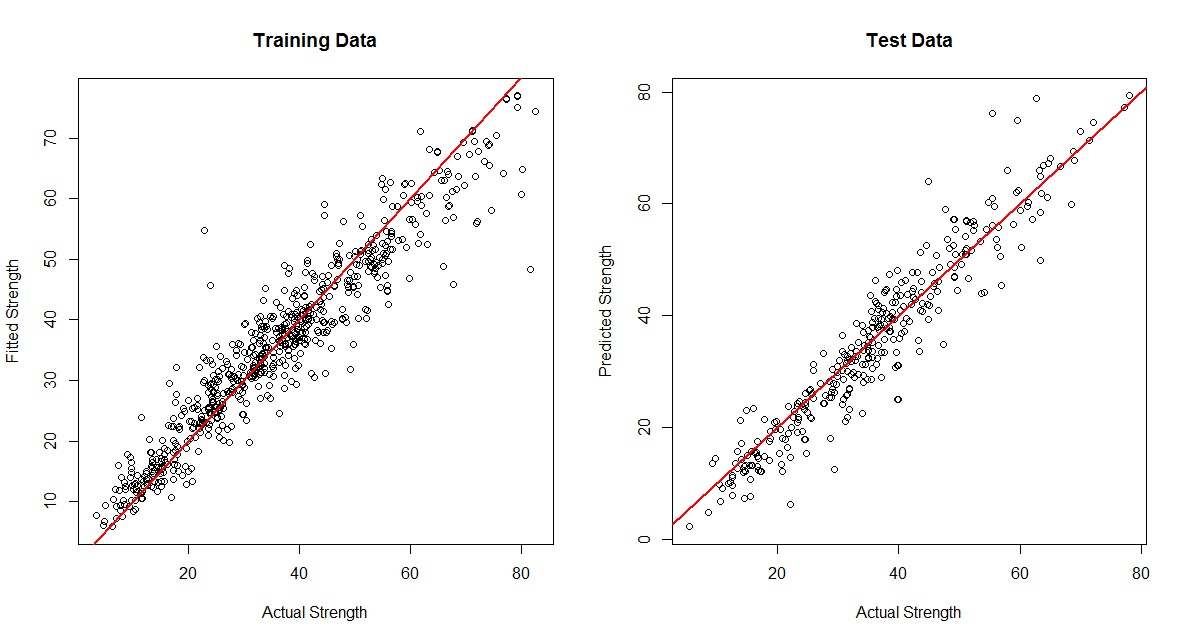 Training Data
Fitted Strength
70
60
50
40
30
20
10
20 40 60 80
Actual Strength
Test Data
Predicted Strength
80
60
40
20
0
20 40 60 80
Actual Strength